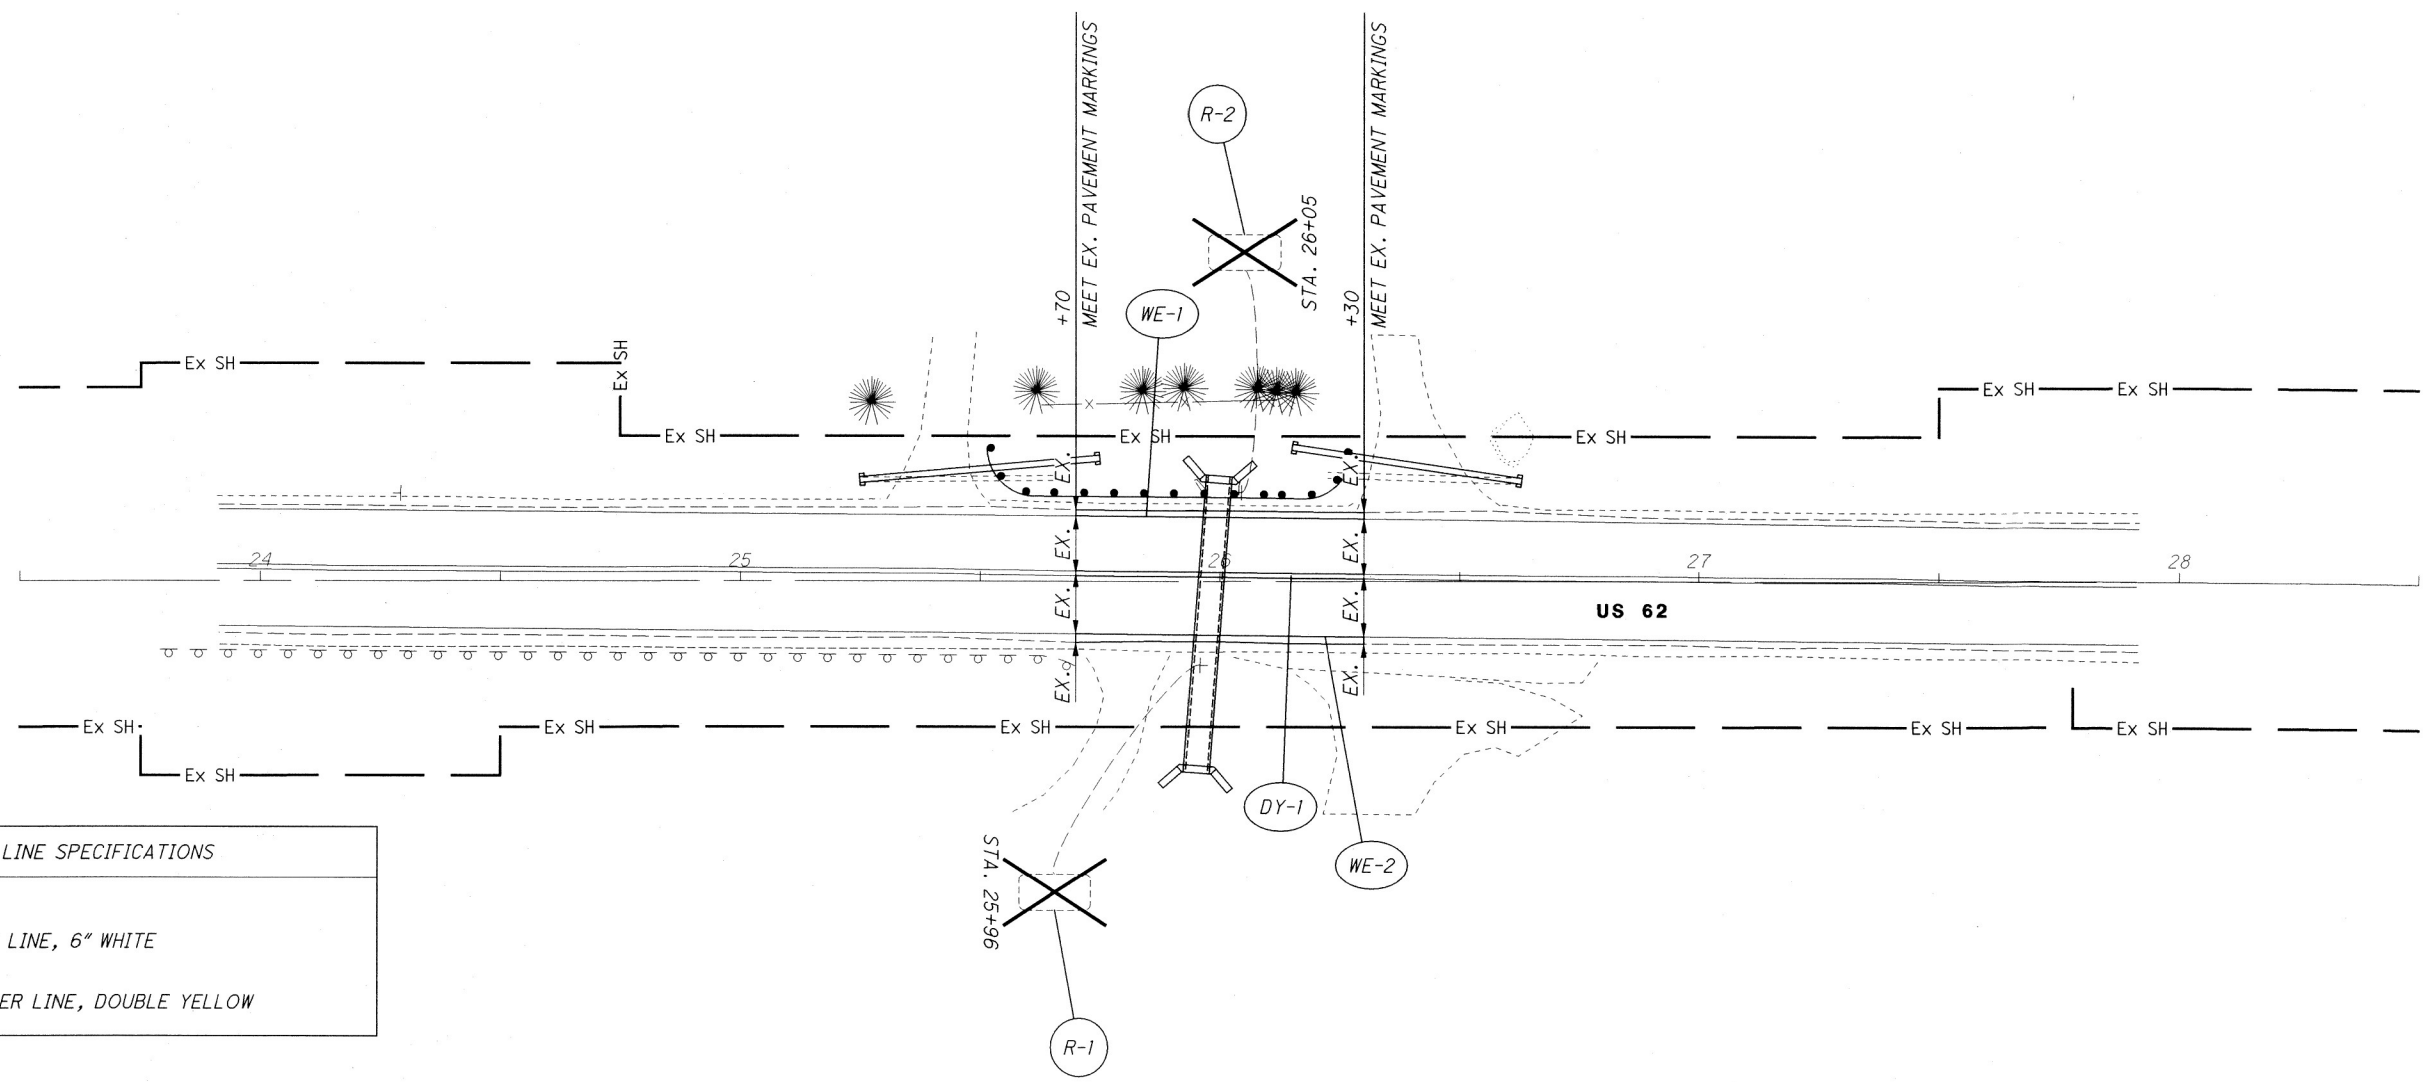 MEET EX. PAVEMENT MARKINGS
MEET EX. PAVEMENT MARKINGS
R-2
STA. 26+05
+70
+30
WE-1
Ex SH
Ex SH
Ex SH
Ex SH
Ex SH
Ex SH
Ex SH
EX.
EX.
24
25
26
27
28
EX.
EX.
EX.
EX.
US 62
EX.
EX.
Ex SH
Ex SH
Ex SH
Ex SH
Ex SH
Ex SH
Ex SH
DY-1
WE-2
STA. 25+96
R-1
LINE SPECIFICATIONS
LINE, 6" WHITE
ER LINE, DOUBLE YELLOW